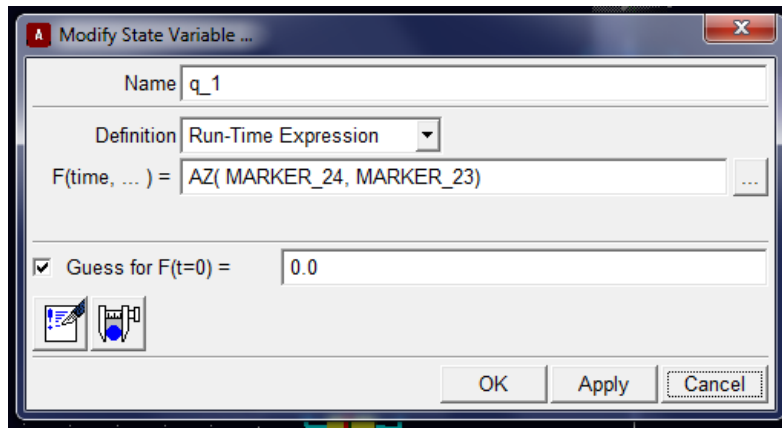 A Modify State Variable ...
X
Name q_1
Definition Run-Time Expression
F(time, ... ) = AZ( MARKER_24, MARKER_23) ...
Guess for F(t=0) = 0.0
OK Apply Cancel